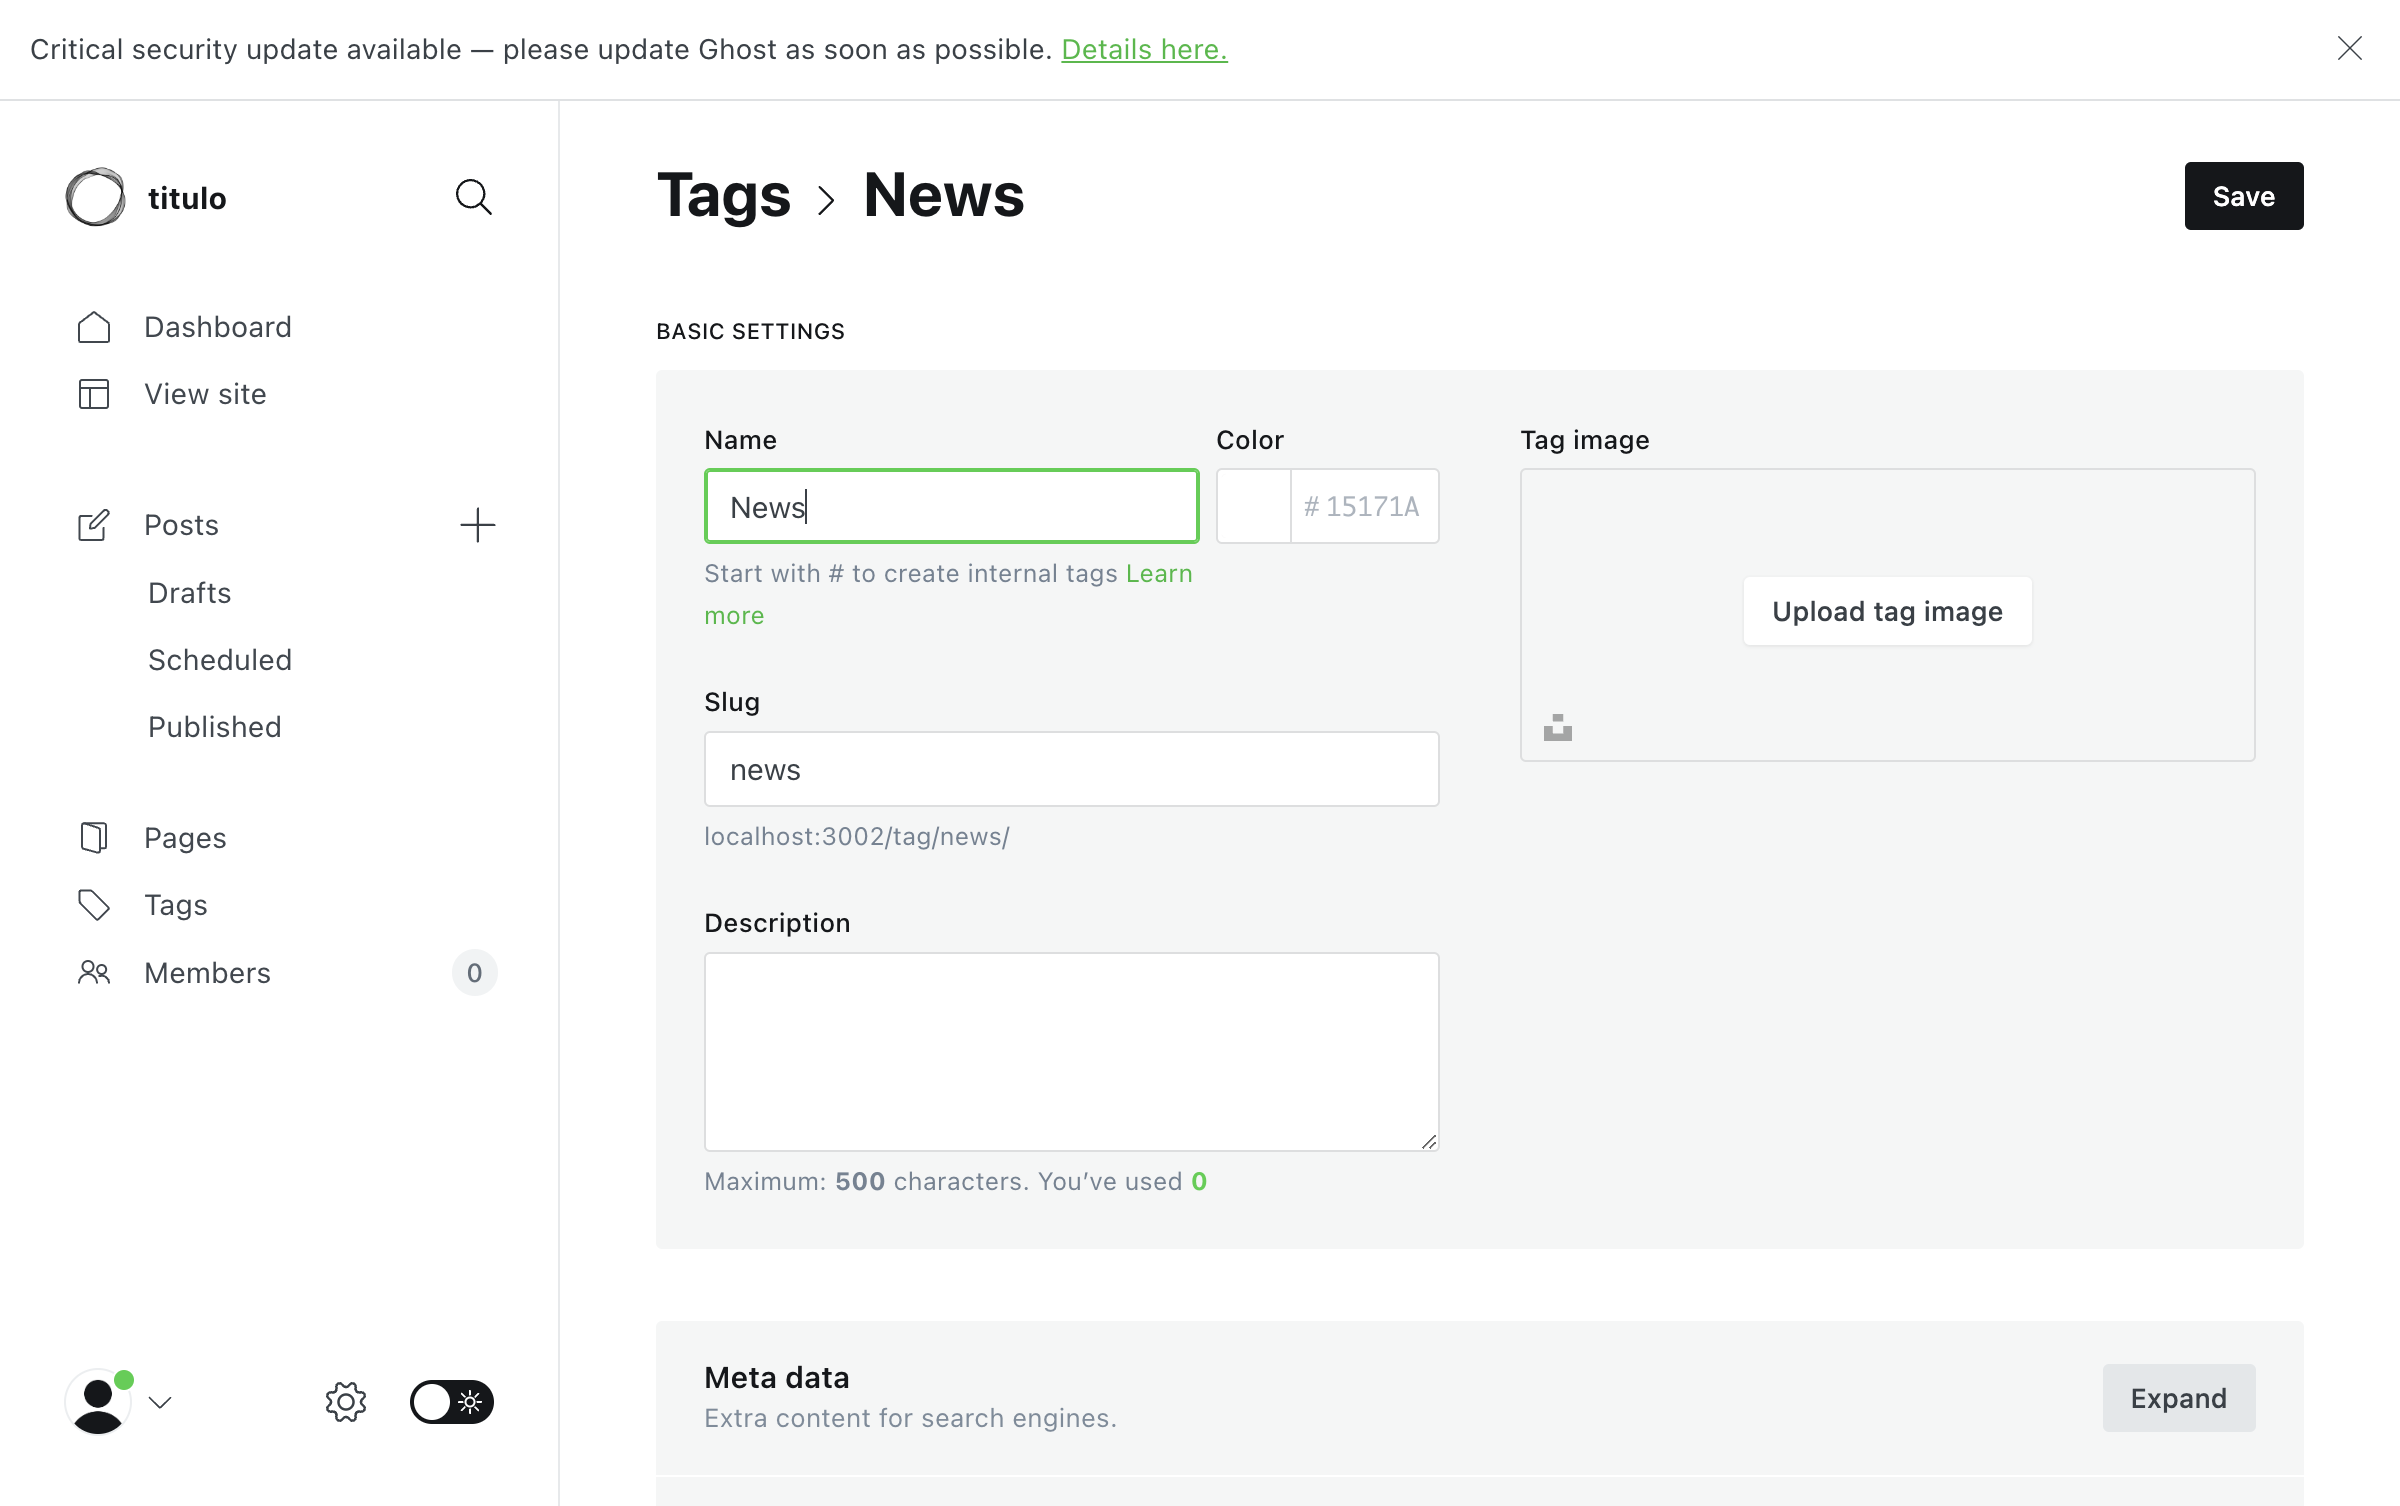 Critical security update available — please update Ghost as soon as possible. Details here.
titulo
Dashboard
View site
Posts
Drafts
Scheduled
Published
Pages
Tags
Members
0
Tags
News
Save
BASIC SETTINGS
Name
News
Start with # to create internal tags Learn
more
Color
# 15171A
Slug
news
localhost:3002/tag/news/
Description
Maximum: 500 characters. You’ve used 0
Tag image
Upload tag image
Meta data
Extra content for search engines.
Expand